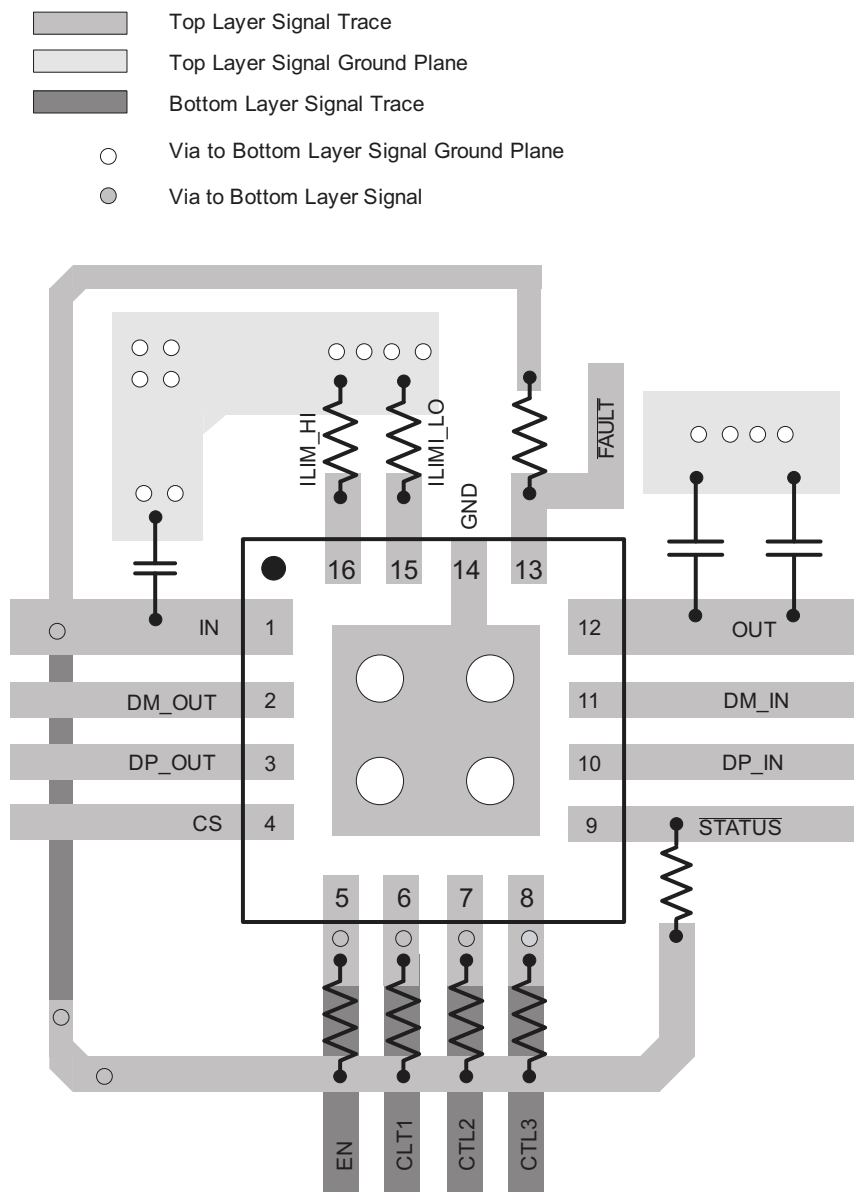 Top Layer Signal Trace
Top Layer Signal Ground Plane
Bottom Layer Signal Trace
Via to Bottom Layer Signal Ground Plane
Via to Bottom Layer Signal
ILIM_HI
ILIMI_LO
GND
FAULT
16 15 14 13
IN 1
12 OUT
DM_OUT 2
11 DM_IN
DP_OUT 3
10 DP_IN
CS 4
9 STATUS
5 6 7 8
EN
CLT1
CTL2
CTL3